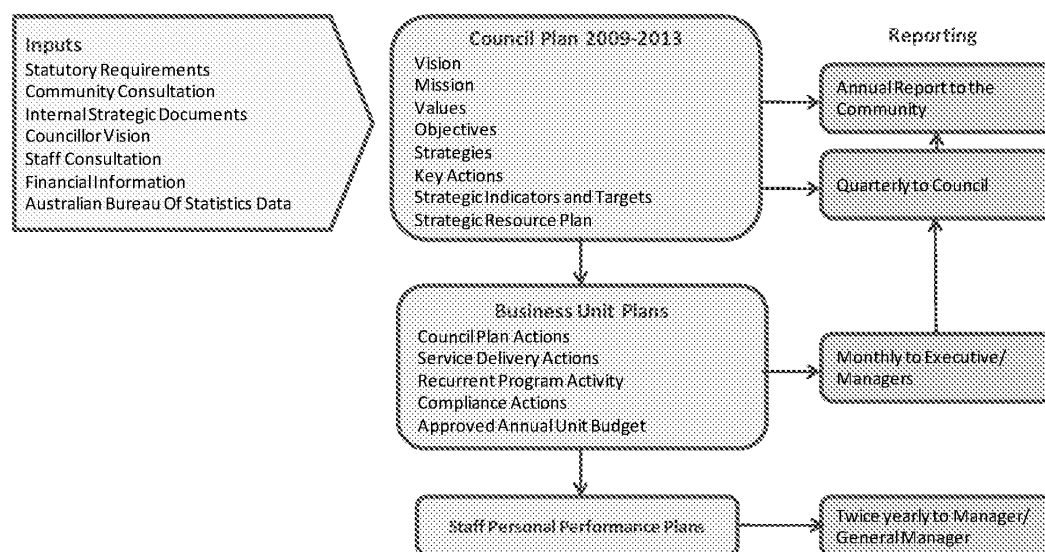 Inputs
Statutory Requirements
Community Consultation
Internal Strategic Documents
Councillor Vision
Staff Consultation
Financial Information
Australian Bureau Of Statistics Data
Council Plan 2009-2013
Vision
Mission
Values
Objectives
Strategies
Key Actions
Strategic Indicators and Targets
Strategic Resource Plan
Reporting
Annual Report to the
Community
Quarterly to Council
Business Unit Plans
Council Plan Actions
Service Delivery Actions
Recurrent Program Activity
Compliance Actions
Approved Annual Unit Budget
Monthly to Executive/
Managers
Staff Personal Performance Plans
Twice yearly to Manager/
General Manager